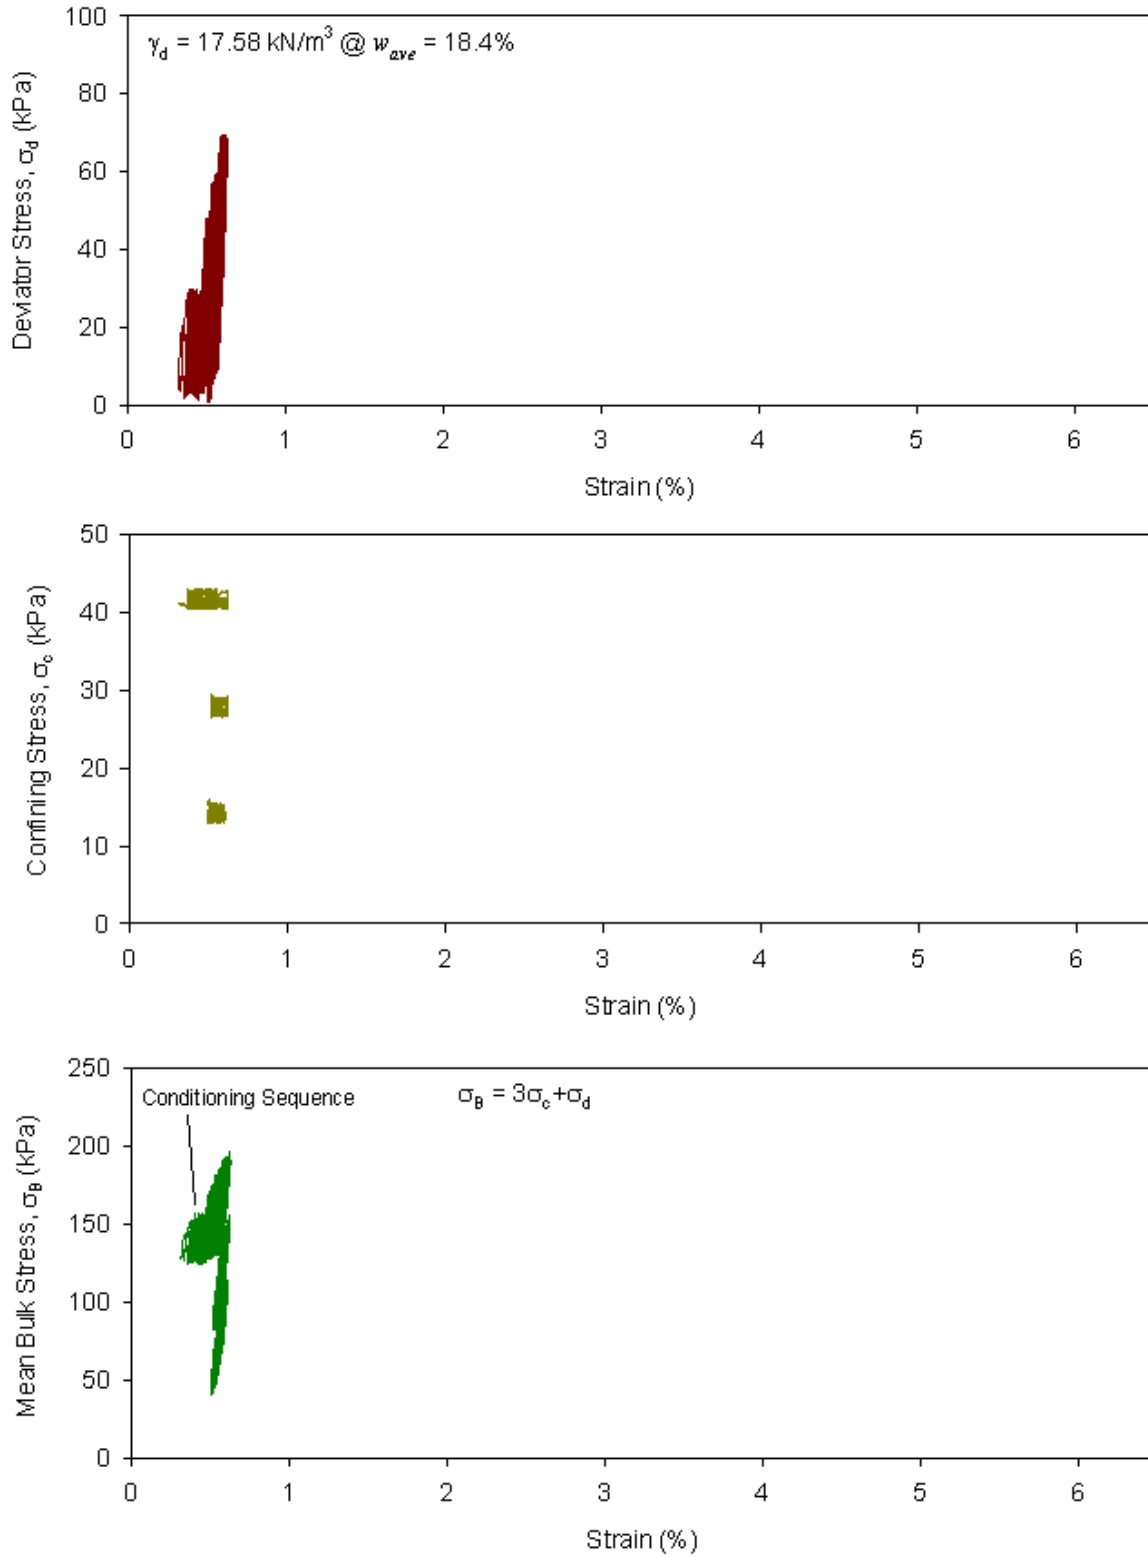 γd = 17.58 kN/m³ @ wave = 18.4%
Deviator Stress, σd (kPa)
100
80
60
40
20
0
0 1 2 3 4 5 6
Strain (%)
Confining Stress, σc (kPa)
50
40
30
20
10
0
0 1 2 3 4 5 6
Strain (%)
Mean Bulk Stress, σB (kPa)
250
Conditioning Sequence σB = 3σc+σd
200
150
100
50
0
0 1 2 3 4 5 6
Strain (%)